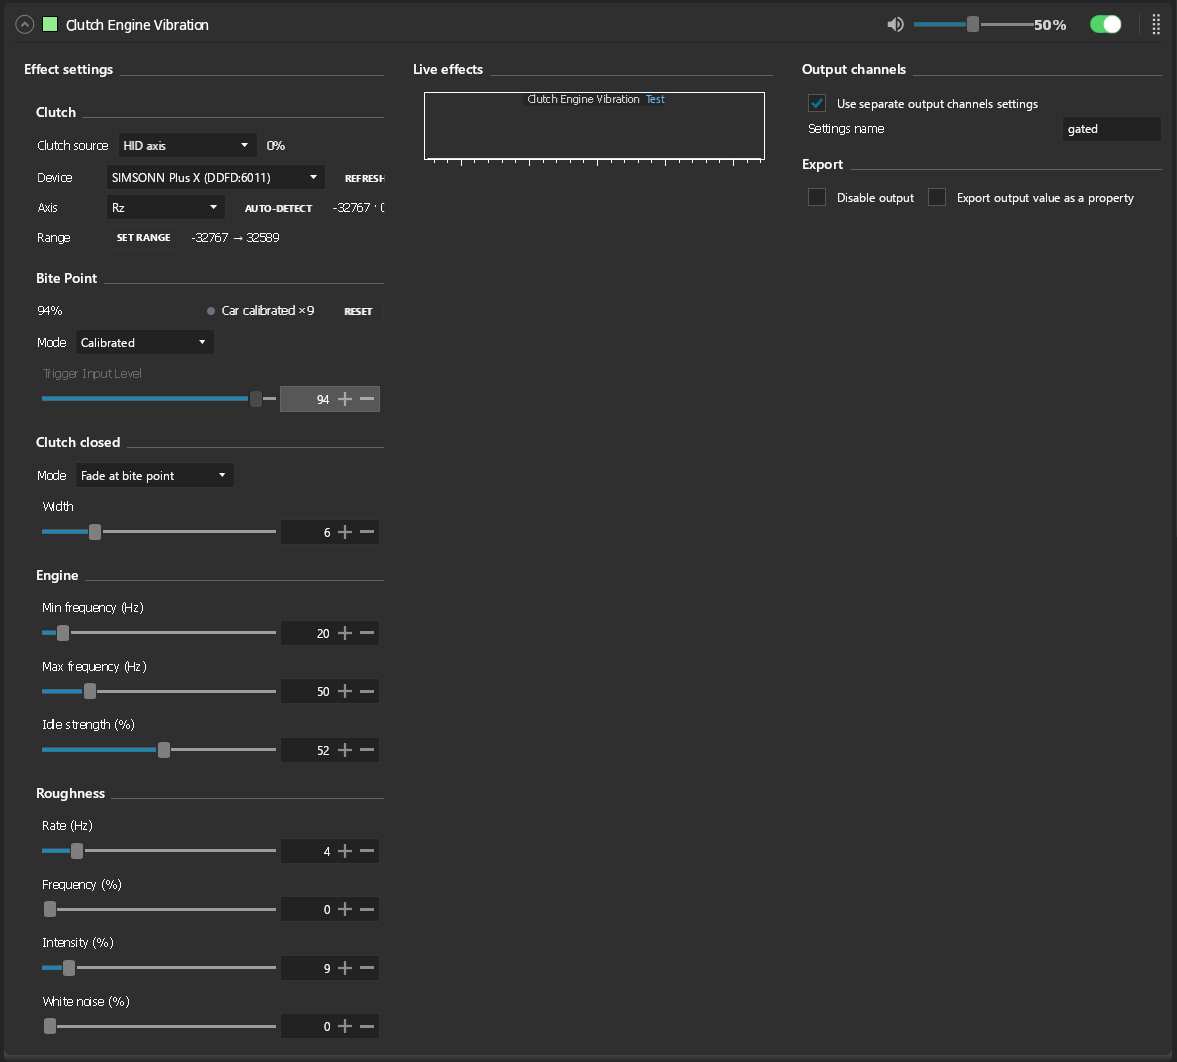 Clutch Engine Vibration
50%
Effect settings
Clutch
Clutch source HID axis 0%
Device SIMSONN Plus X (DDFD:6011) REFRESH
Axis Rz AUTO-DETECT -32767 ·
Range SET RANGE -32767 → 32589
Bite Point
94% Car calibrated ×9 RESET
Mode Calibrated
Trigger Input Level
94
Clutch closed
Mode Fade at bite point
Width
6
Engine
Min frequency (Hz)
20
Max frequency (Hz)
50
Idle strength (%)
52
Roughness
Rate (Hz)
4
Frequency (%)
0
Intensity (%)
9
White noise (%)
0
Live effects
Clutch Engine Vibration Test
Output channels
Use separate output channels settings
Settings name gated
Export
Disable output Export output value as a property